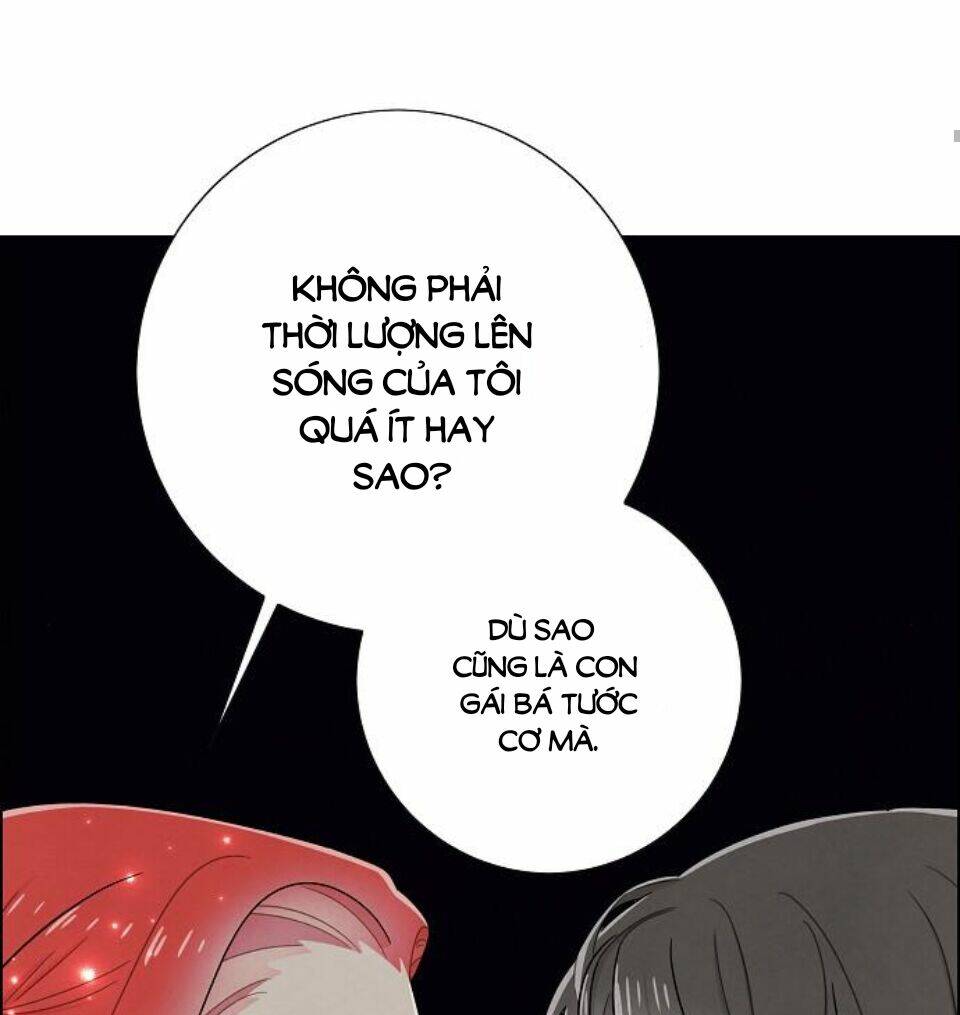 KHÔNG PHẢI
THỜI LƯỢNG LÊN
SÓNG CỦA TÔI
QUÁ ÍT HAY
SAO?
DÙ SAO
CŨNG LÀ CON
GÁI BÁ TƯỚC
CƠ MÀ.